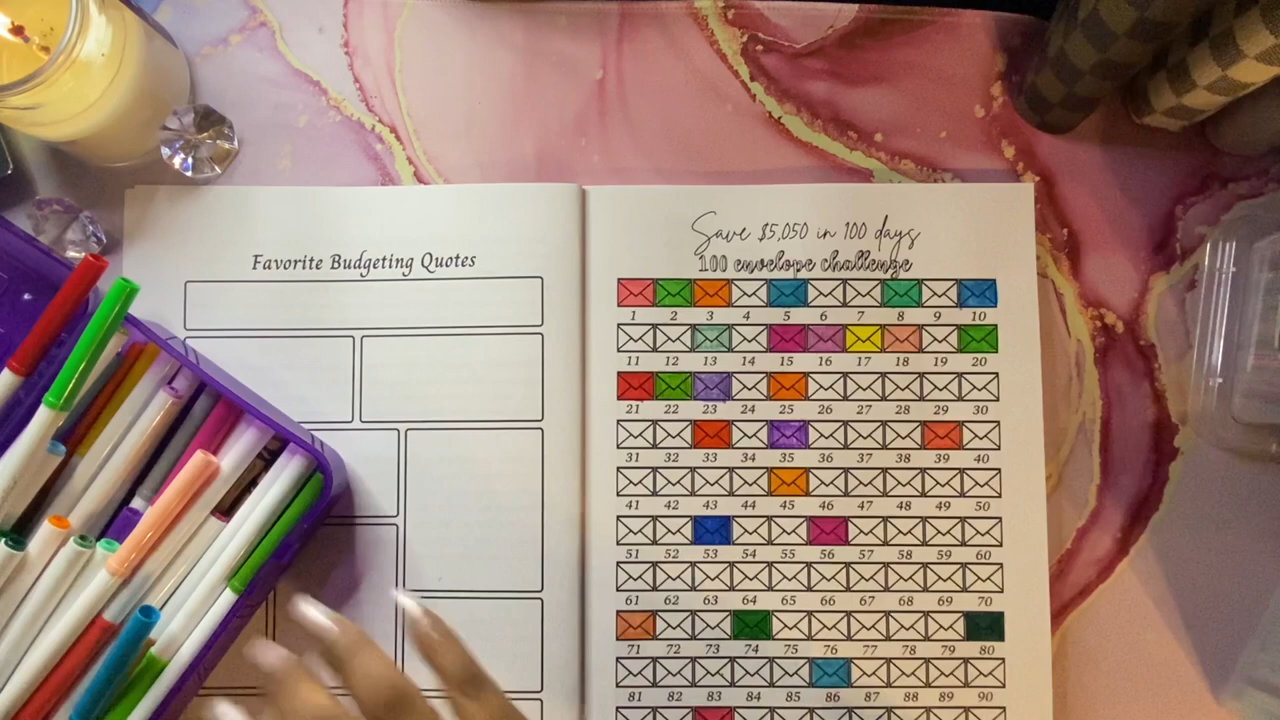 Favorite Budgeting Quotes
Save $5,050 in 100 days
100 envelope challenge
1 2 3 4 5 6 7 8 9 10
11 12 13 14 15 16 17 18 19 20
21 22 23 24 25 26 27 28 29 30
31 32 33 34 35 36 37 38 39 40
41 42 43 44 45 46 47 48 49 50
51 52 53 54 55 56 57 58 59 60
61 62 63 64 65 66 67 68 69 70
71 72 73 74 75 76 77 78 79 80
81 82 83 84 85 86 87 88 89 90